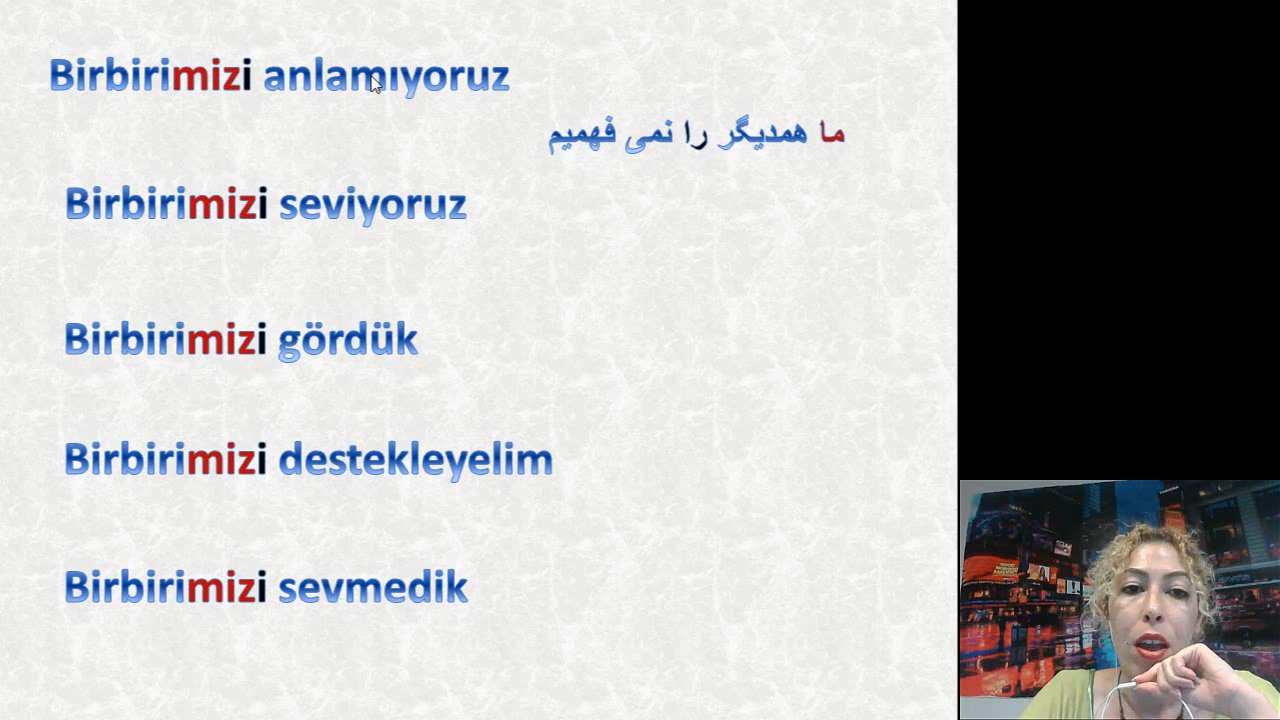 Birbirimizi anlamıyoruz
ما همدیگر را نمی فهمیم
Birbirimizi seviyoruz
Birbirimizi gördük
Birbirimizi destekleyelim
Birbirimizi sevmedik